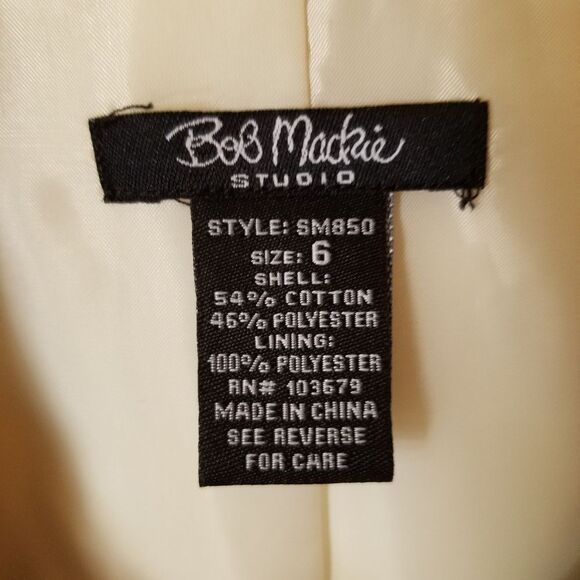 Bob Mackie
STUDIO
STYLE: SM850
SIZE: 6
SHELL:
54% COTTON
46% POLYESTER
LINING:
100% POLYESTER
RN# 103679
MADE IN CHINA
SEE REVERSE
FOR CARE